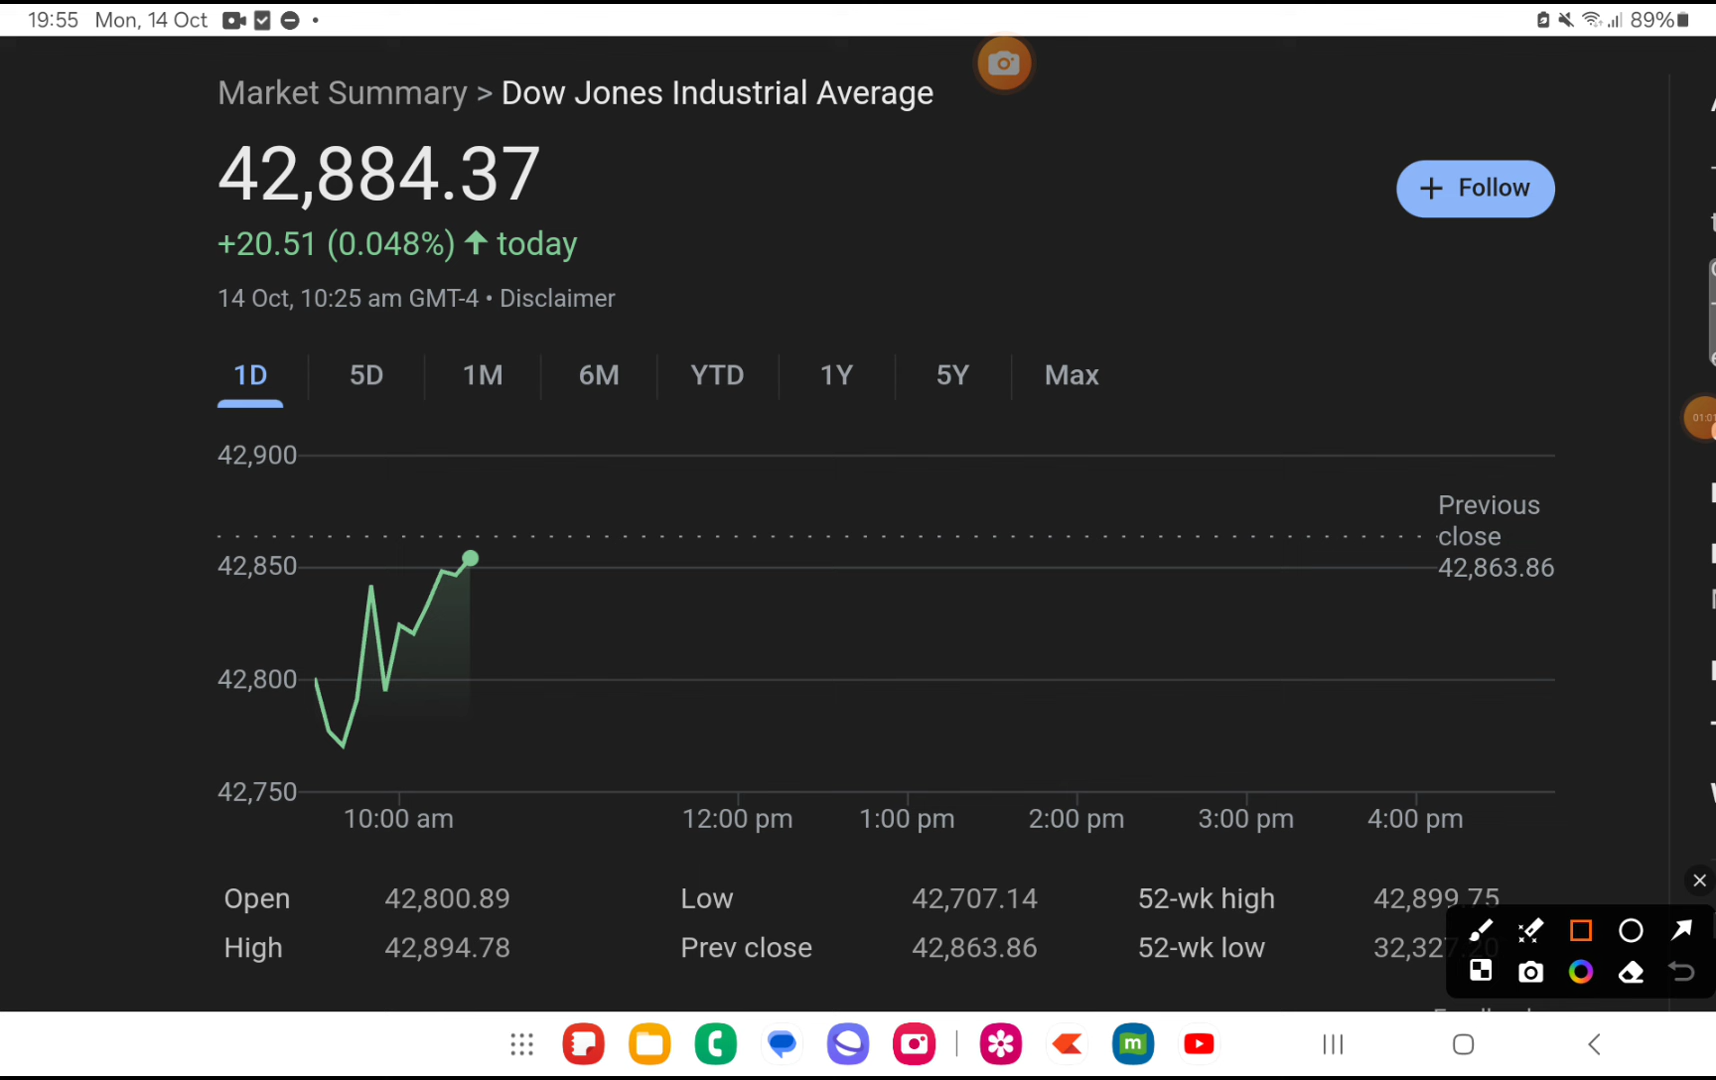 19:55 Mon, 14 Oct 89%
Market Summary > Dow Jones Industrial Average
42,884.37
+ Follow
+20.51 (0.048%) ↑ today
14 Oct, 10:25 am GMT-4 • Disclaimer
1D 5D 1M 6M YTD 1Y 5Y Max
42,900
Previous
close
42,863.86
42,850
42,800
42,750
10:00 am 12:00 pm 1:00 pm 2:00 pm 3:00 pm 4:00 pm
Open 42,800.89 Low 42,707.14 52-wk high 42,899.75
High 42,894.78 Prev close 42,863.86 52-wk low 32,327.20
m